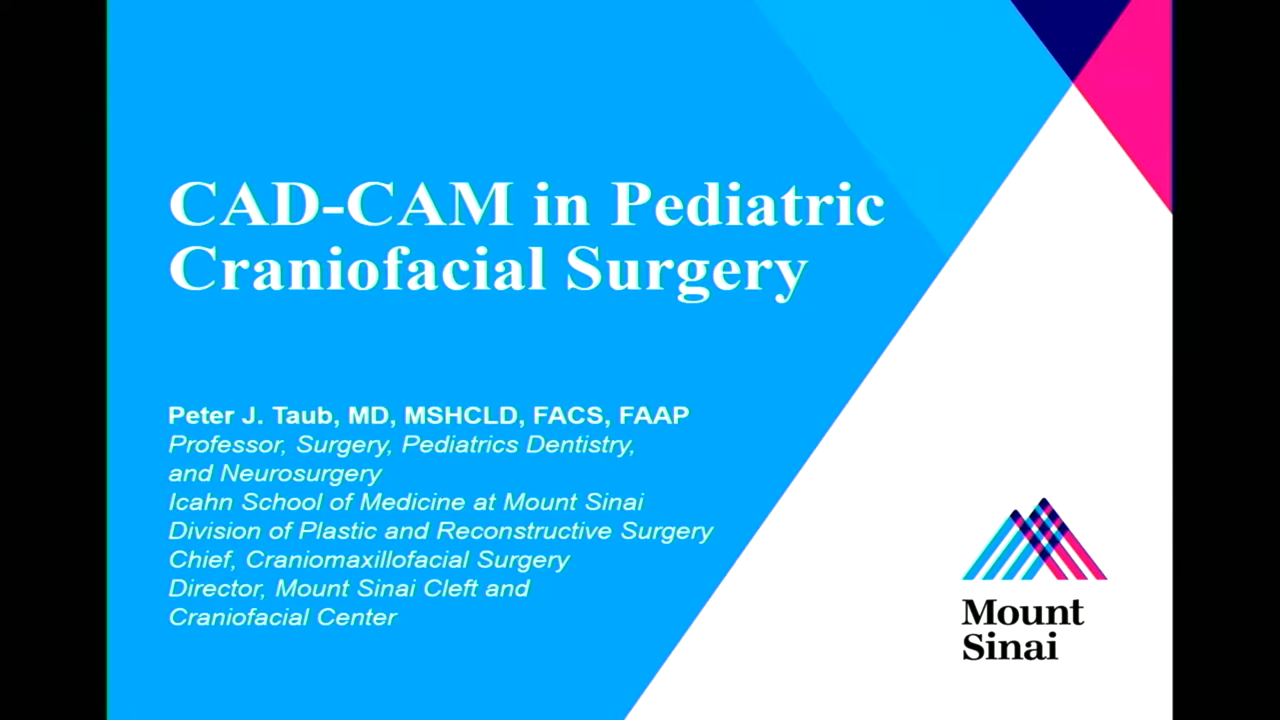 CAD-CAM in Pediatric
Craniofacial Surgery
Peter J. Taub, MD, MSHCLD, FACS, FAAP
Professor, Surgery, Pediatrics Dentistry,
and Neurosurgery
Icahn School of Medicine at Mount Sinai
Division of Plastic and Reconstructive Surgery
Chief, Craniomaxillofacial Surgery
Director, Mount Sinai Cleft and
Craniofacial Center
Mount
Sinai